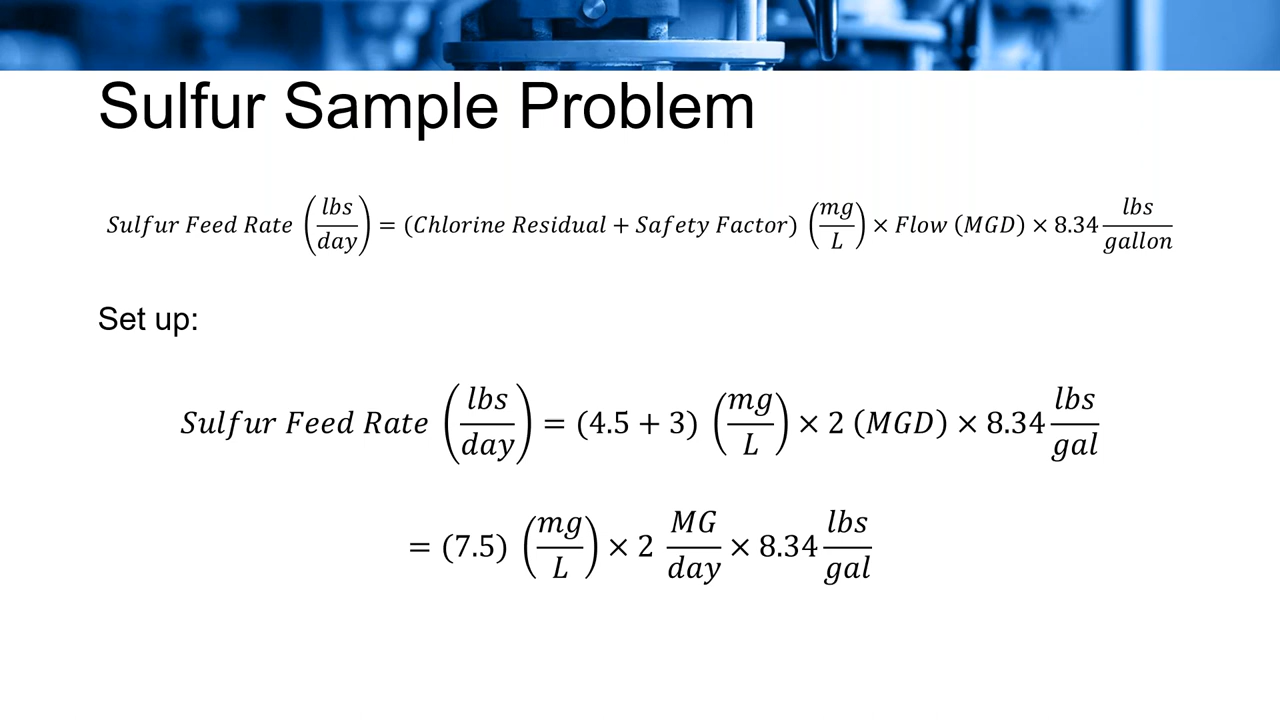 Sulfur Sample Problem
Sulfur Feed Rate (lbs/day) = (Chlorine Residual + Safety Factor) (mg/L) × Flow (MGD) × 8.34 lbs/gallon
Set up:
Sulfur Feed Rate (lbs/day) = (4.5 + 3) (mg/L) × 2 (MGD) × 8.34 lbs/gal
= (7.5) (mg/L) × 2 MG/day × 8.34 lbs/gal